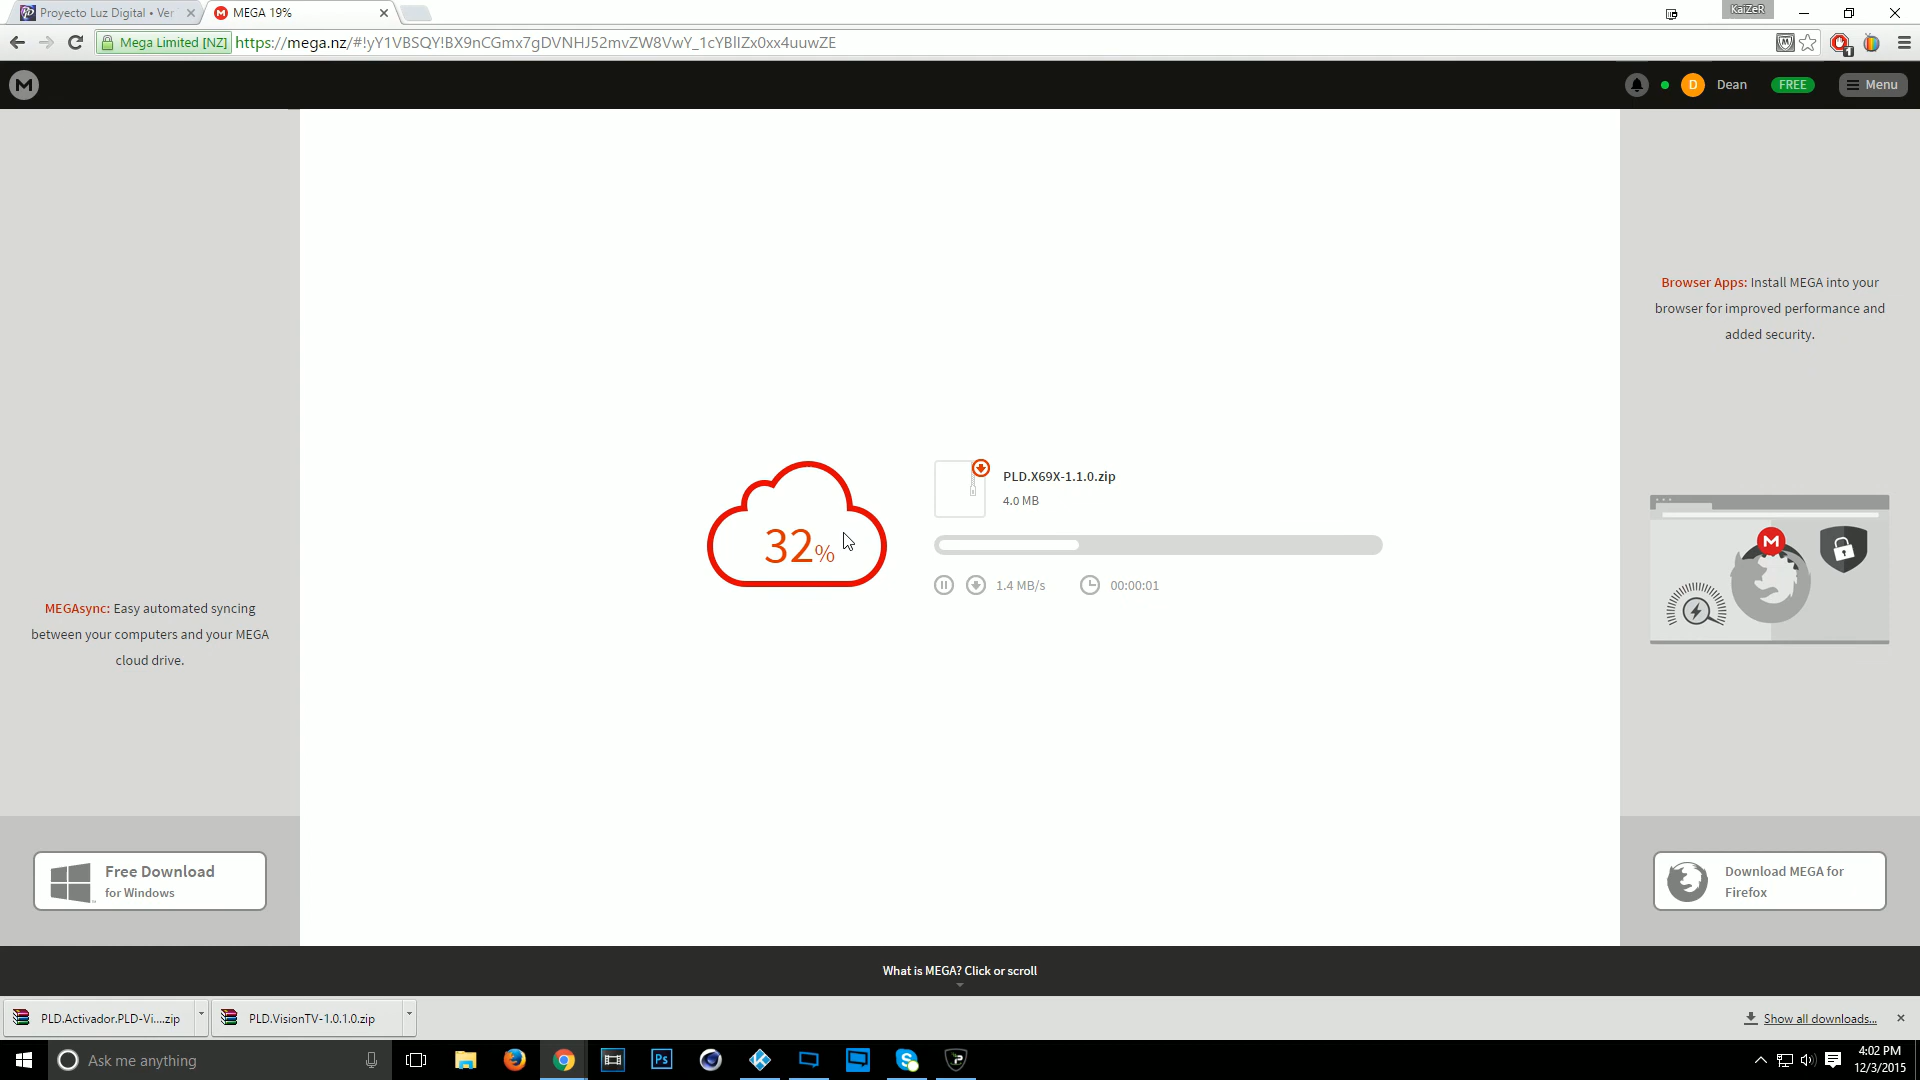 Proyecto Luz Digital • Ver
MEGA 19%
KaiZeR
Mega Limited [NZ]
https://mega.nz/#!yY1VBSQY!BX9nCGmx7gDVNHJ52mvZW8VwY_1cYBlIZx0xx4uuwZE
1
M
D
Dean
FREE
Menu
Browser Apps: Install MEGA into your
browser for improved performance and
added security.
32%
PLD.X69X-1.1.0.zip
4.0 MB
1.4 MB/s
00:00:01
M
MEGAsync: Easy automated syncing
between your computers and your MEGA
cloud drive.
Free Download
for Windows
Download MEGA for
Firefox
What is MEGA? Click or scroll
PLD.Activador.PLD-Vi....zip
PLD.VisionTV-1.0.1.0.zip
Show all downloads...
Ask me anything
Ps
4:02 PM
12/3/2015